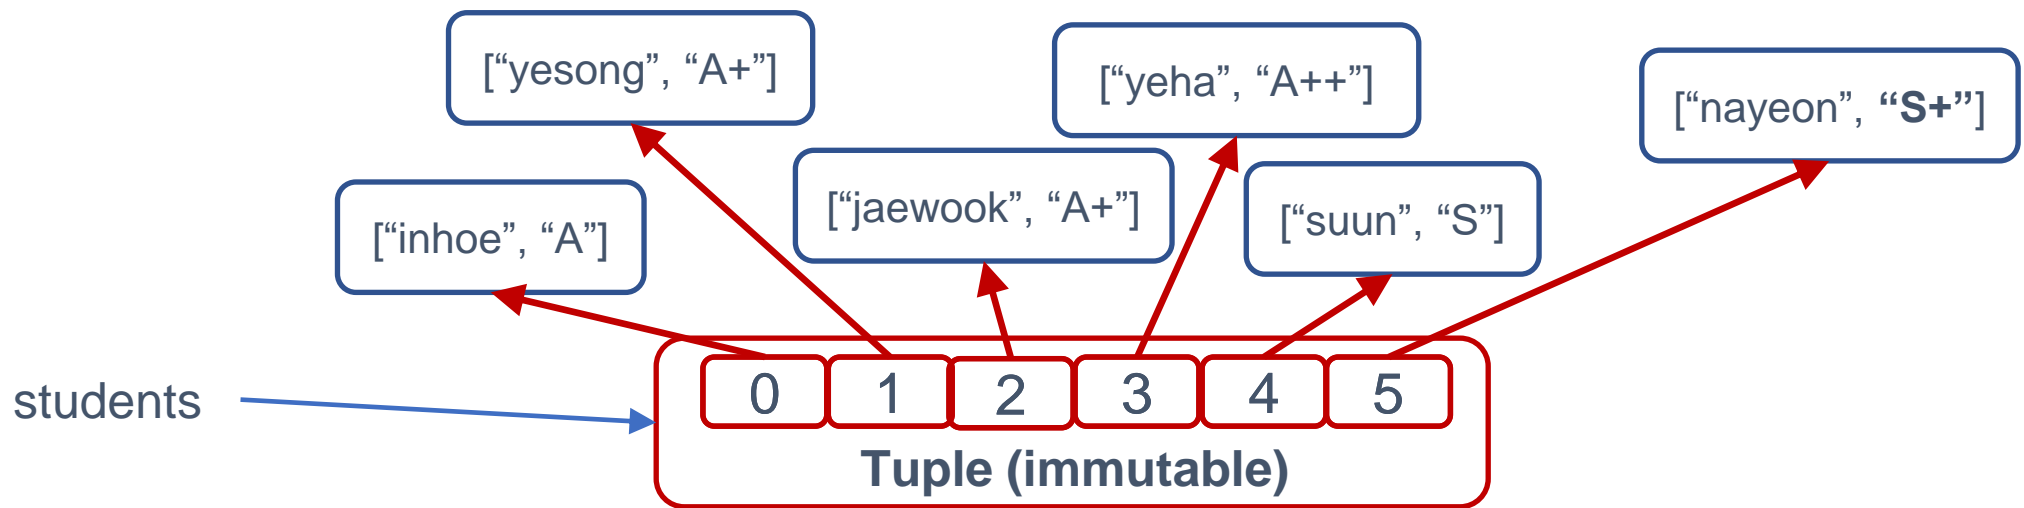 [“yesong”, “A+”]
[“yeha”, “A++”]
[“nayeon”, “S+”]
[“inhoe”, “A”]
[“jaewook”, “A+”]
[“suun”, “S”]
students
0 1 2 3 4 5
Tuple (immutable)